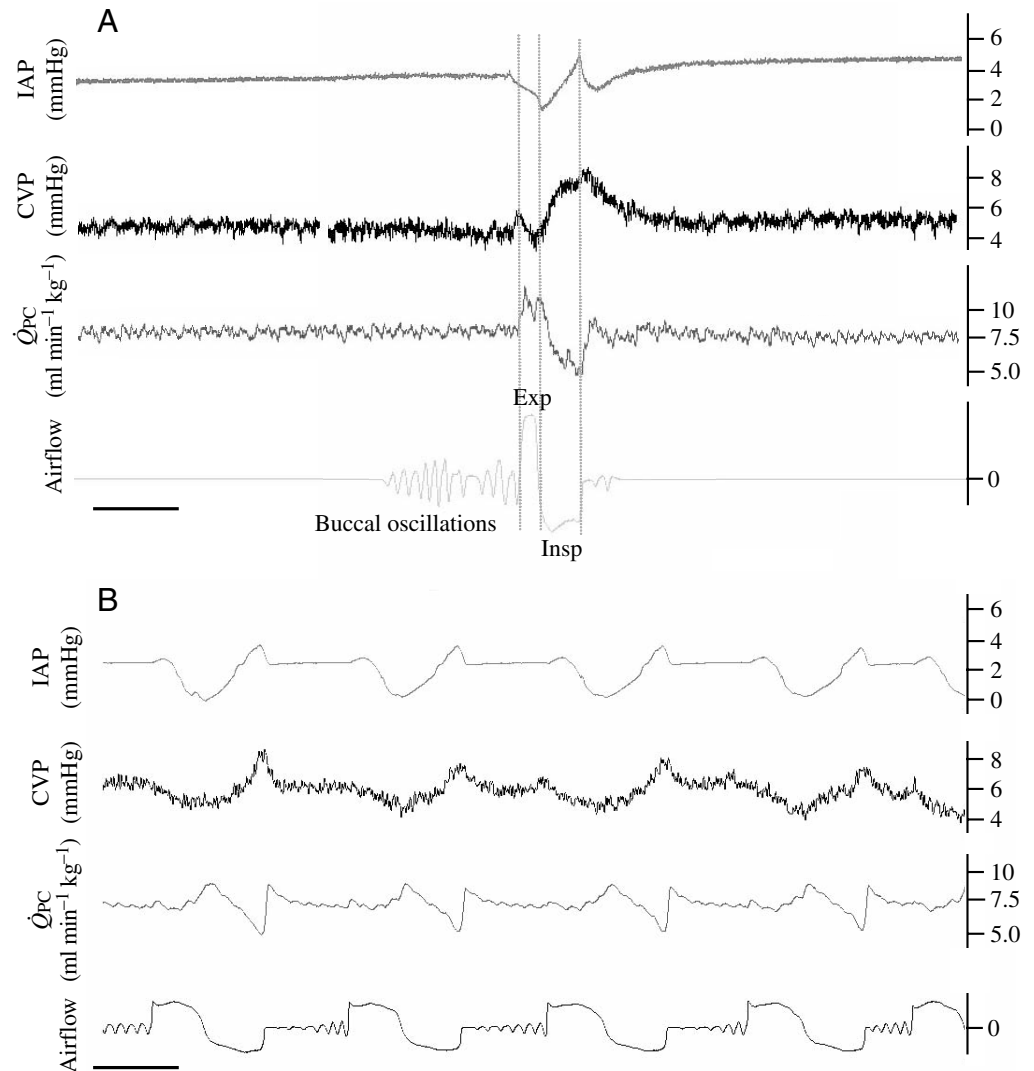 A
IAP
(mmHg)
6
4
2
0
CVP
(mmHg)
8
6
4
Q̇PC
(ml min–1 kg–1)
10
7.5
5.0
Exp
Airflow
0
Buccal oscillations
Insp
B
IAP
(mmHg)
6
4
2
0
CVP
(mmHg)
8
6
4
Q̇PC
(ml min–1 kg–1)
10
7.5
5.0
Airflow
0